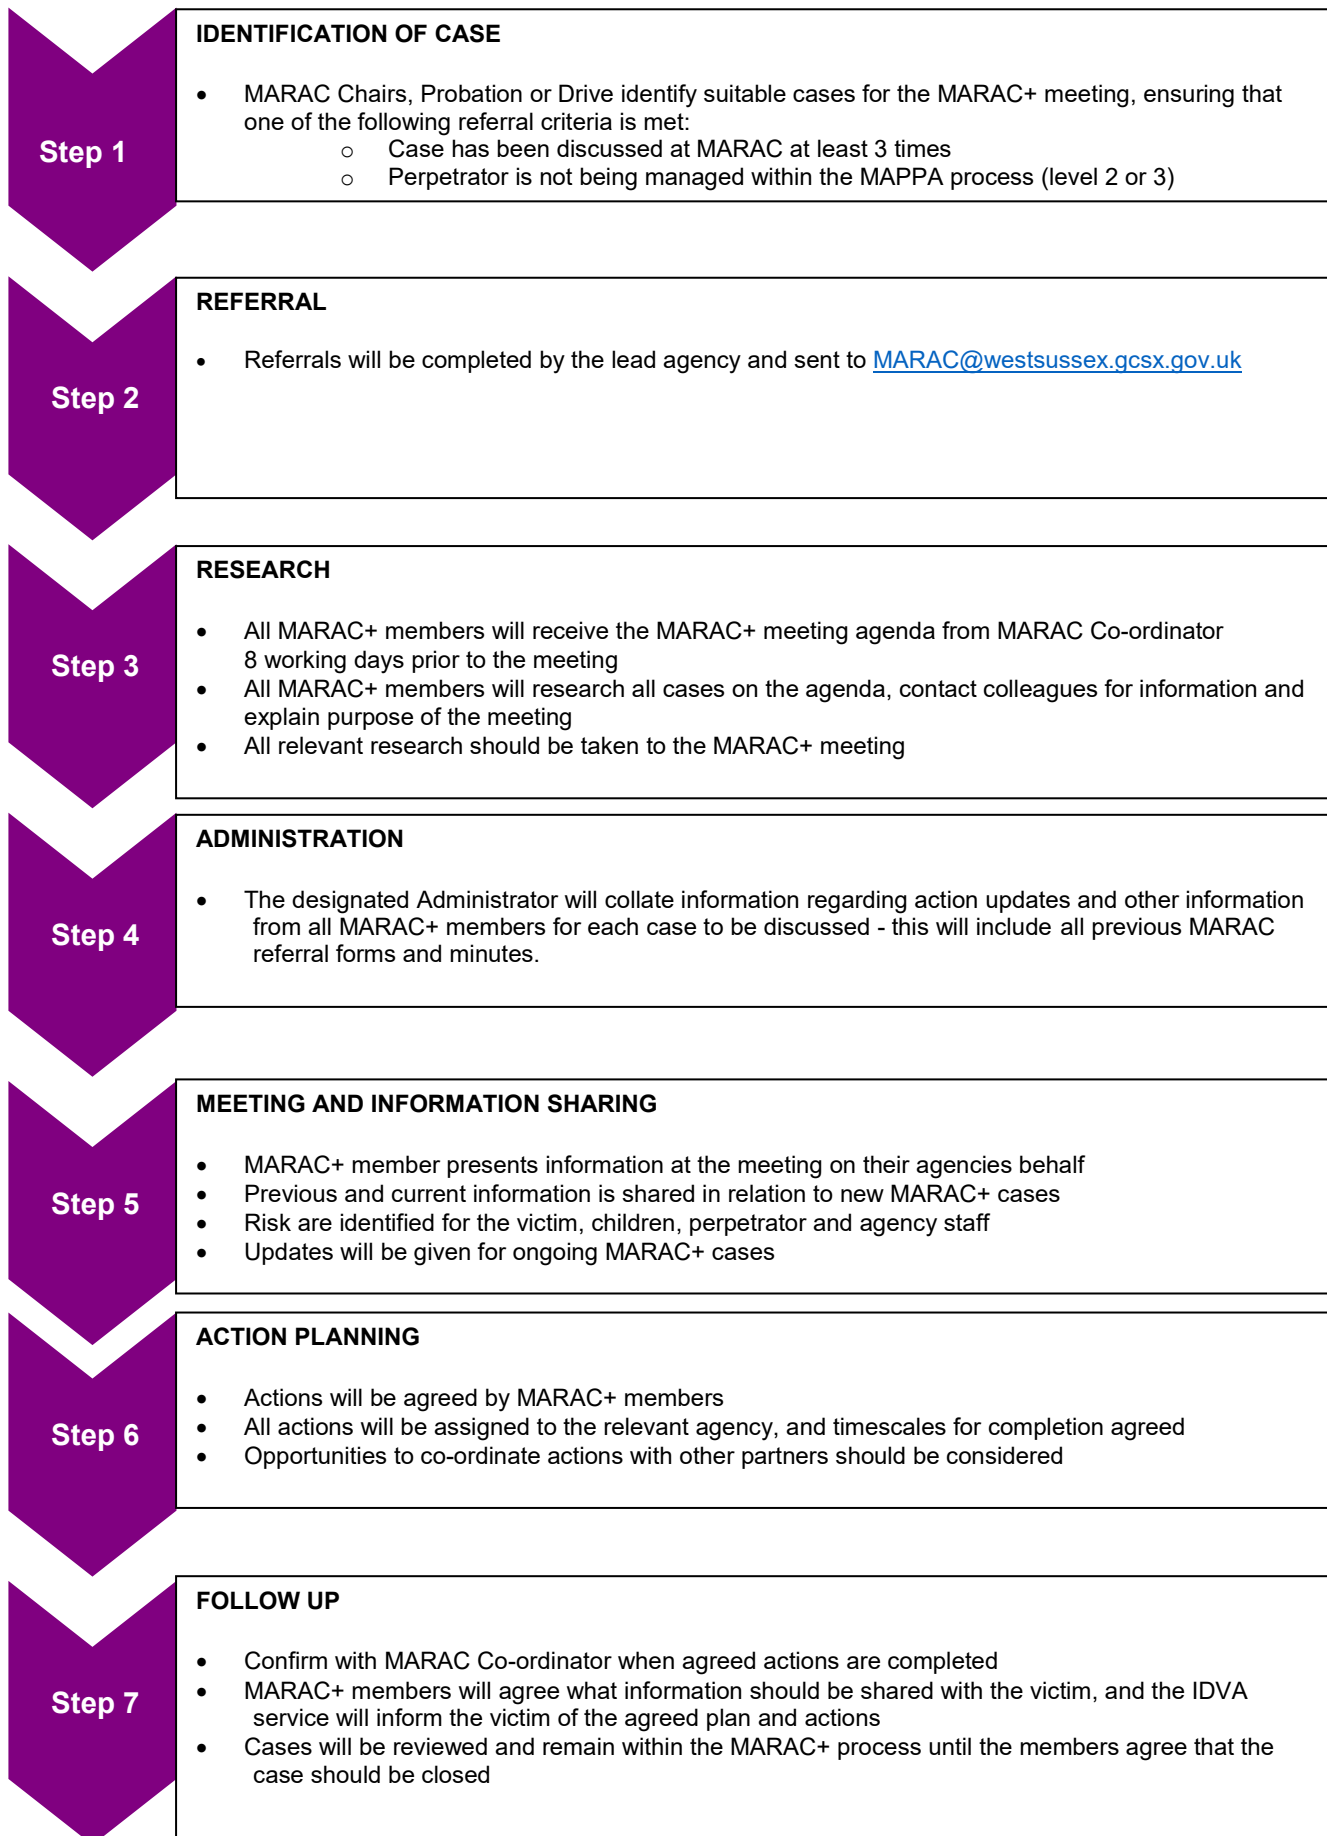 IDENTIFICATION OF CASE
• MARAC Chairs, Probation or Drive identify suitable cases for the MARAC+ meeting, ensuring that
one of the following referral criteria is met:
o Case has been discussed at MARAC at least 3 times
o Perpetrator is not being managed within the MAPPA process (level 2 or 3)
Step 1
REFERRAL
• Referrals will be completed by the lead agency and sent to MARAC@westsussex.gcsx.gov.uk
Step 2
RESEARCH
• All MARAC+ members will receive the MARAC+ meeting agenda from MARAC Co-ordinator
8 working days prior to the meeting
• All MARAC+ members will research all cases on the agenda, contact colleagues for information and
explain purpose of the meeting
• All relevant research should be taken to the MARAC+ meeting
Step 3
ADMINISTRATION
• The designated Administrator will collate information regarding action updates and other information
from all MARAC+ members for each case to be discussed - this will include all previous MARAC
referral forms and minutes.
Step 4
MEETING AND INFORMATION SHARING
• MARAC+ member presents information at the meeting on their agencies behalf
• Previous and current information is shared in relation to new MARAC+ cases
• Risk are identified for the victim, children, perpetrator and agency staff
• Updates will be given for ongoing MARAC+ cases
Step 5
ACTION PLANNING
• Actions will be agreed by MARAC+ members
• All actions will be assigned to the relevant agency, and timescales for completion agreed
• Opportunities to co-ordinate actions with other partners should be considered
Step 6
FOLLOW UP
• Confirm with MARAC Co-ordinator when agreed actions are completed
• MARAC+ members will agree what information should be shared with the victim, and the IDVA
service will inform the victim of the agreed plan and actions
• Cases will be reviewed and remain within the MARAC+ process until the members agree that the
case should be closed
Step 7